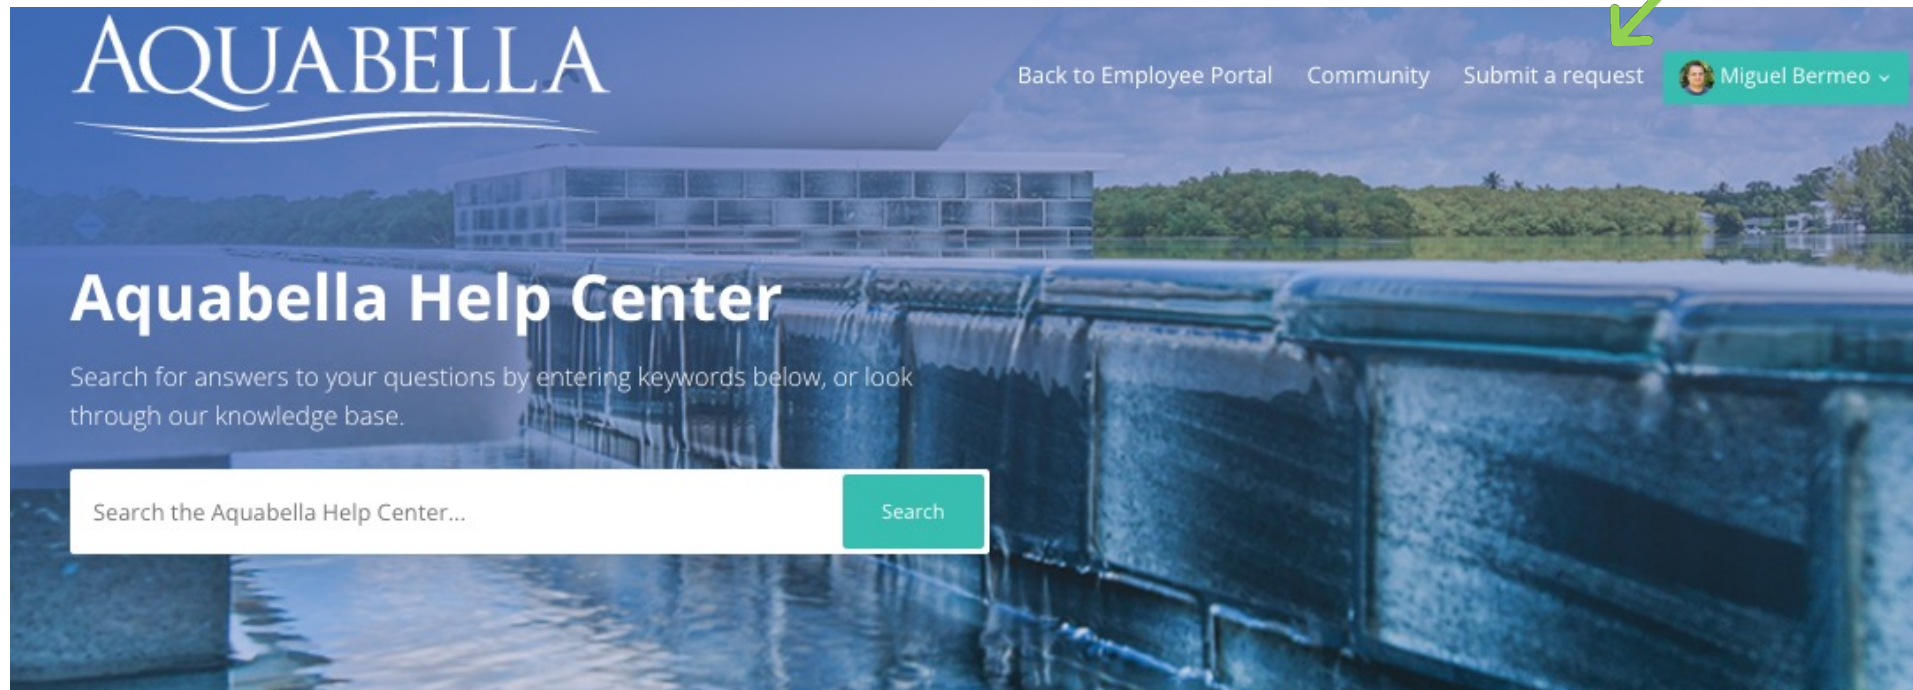 AQUABELLA
Back to Employee Portal
Community
Submit a request
Miguel Bermeo
Aquabella Help Center
Search for answers to your questions by entering keywords below, or look
through our knowledge base.
Search the Aquabella Help Center...
Search